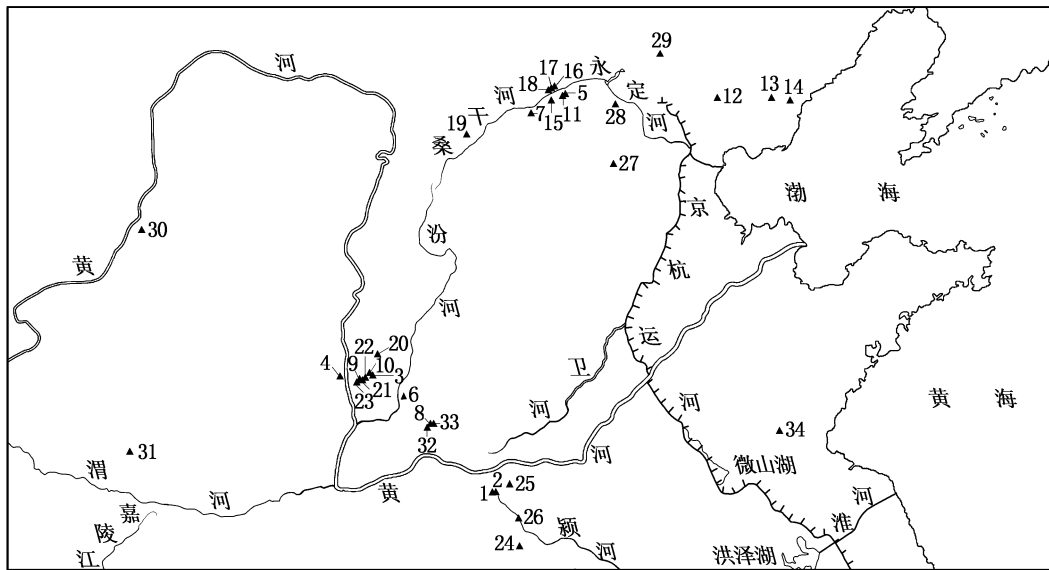 河
黄
渭
河
嘉
陵
江
桑
干
河
永
定
河
汾
河
京
杭
运
河
卫
河
黄
河
颍
河
微山湖
淮
河
洪泽湖
渤
海
黄
海
29
12
13
14
17
16
18
5
7
15
11
28
19
27
30
20
22
10
4
9
3
21
23
6
8
33
32
31
2
1
25
26
24
34